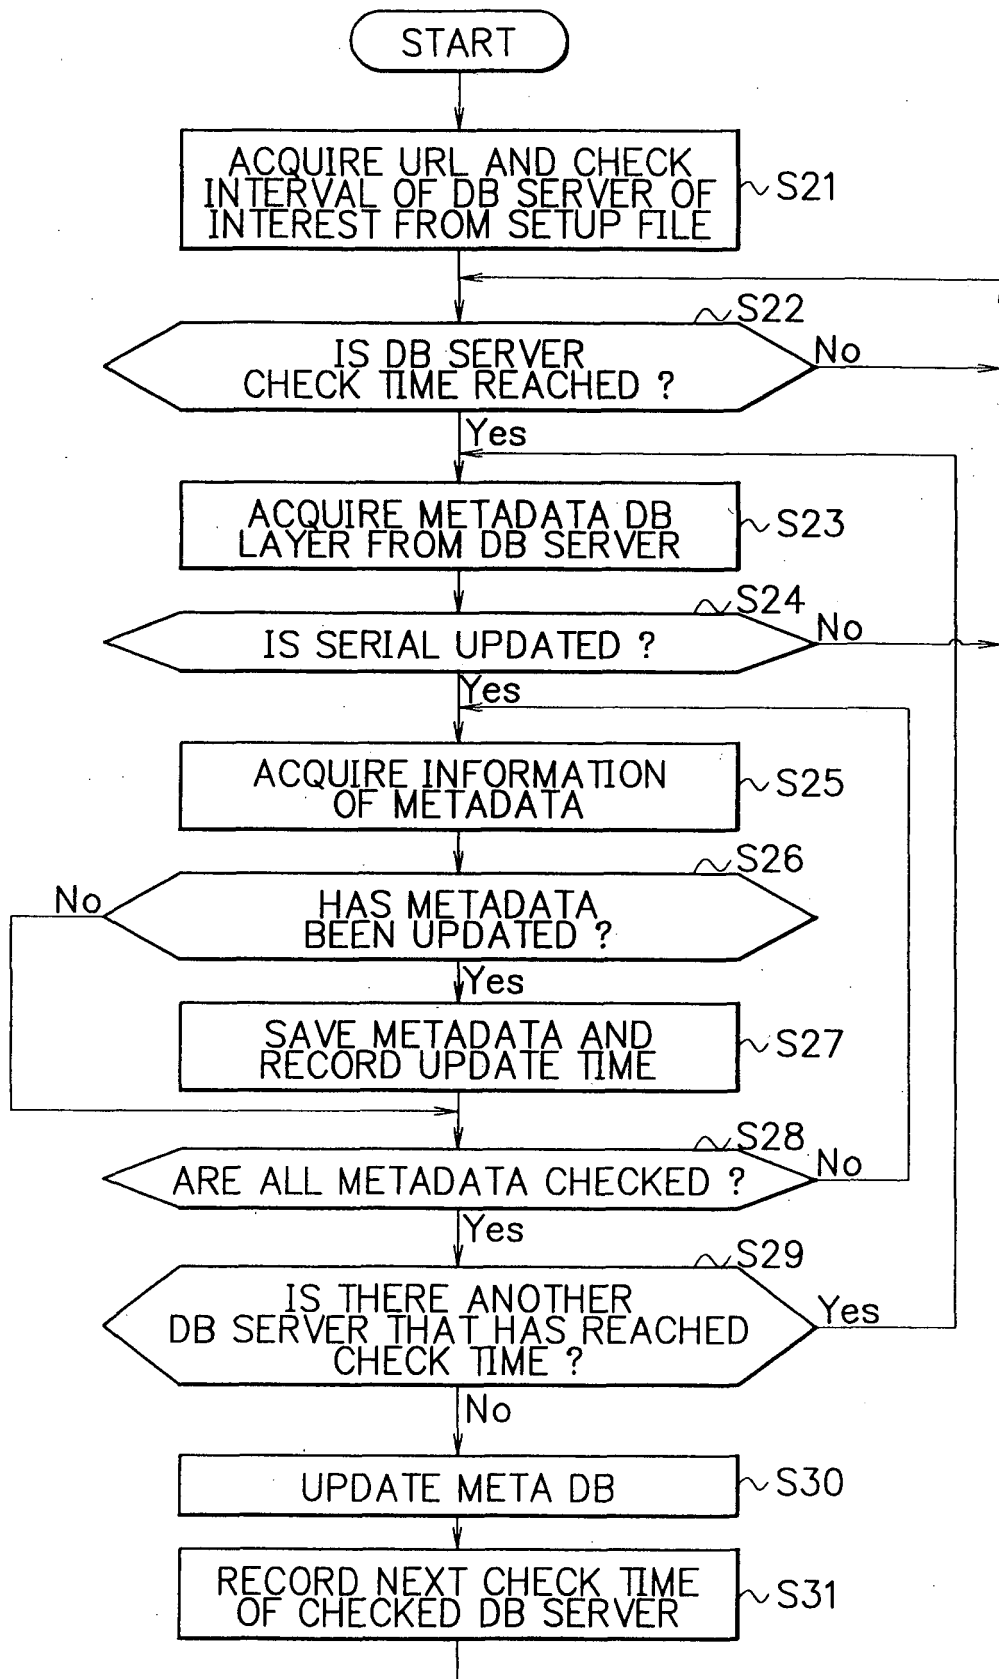 START
ACQUIRE URL AND CHECK
INTERVAL OF DB SERVER OF
INTEREST FROM SETUP FILE
S21
S22
IS DB SERVER
CHECK TIME REACHED ?
No
Yes
ACQUIRE METADATA DB
LAYER FROM DB SERVER
S23
S24
IS SERIAL UPDATED ?
No
Yes
ACQUIRE INFORMATION
OF METADATA
S25
S26
No
HAS METADATA
BEEN UPDATED ?
Yes
SAVE METADATA AND
RECORD UPDATE TIME
S27
S28
ARE ALL METADATA CHECKED ?
No
Yes
S29
IS THERE ANOTHER
DB SERVER THAT HAS REACHED
CHECK TIME ?
Yes
No
UPDATE META DB
S30
RECORD NEXT CHECK TIME
OF CHECKED DB SERVER
S31